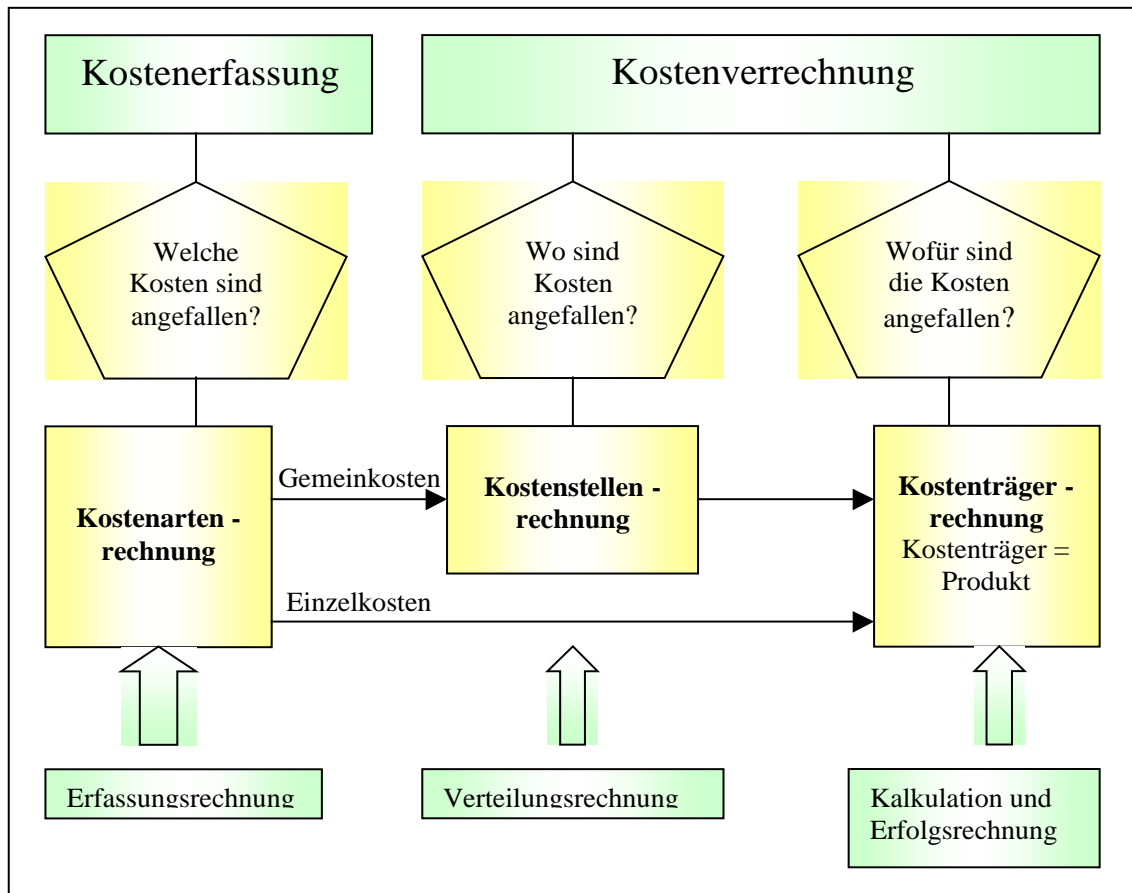 Kostenerfassung
Kostenverrechnung
Welche
Kosten sind
angefallen?
Wo sind
Kosten
angefallen?
Wofür sind
die Kosten
angefallen?
Kostenarten -
rechnung
Gemeinkosten
Einzelkosten
Kostenstellen -
rechnung
Kostenträger -
rechnung
Kostenträger =
Produkt
Erfassungsrechnung
Verteilungsrechnung
Kalkulation und
Erfolgsrechnung